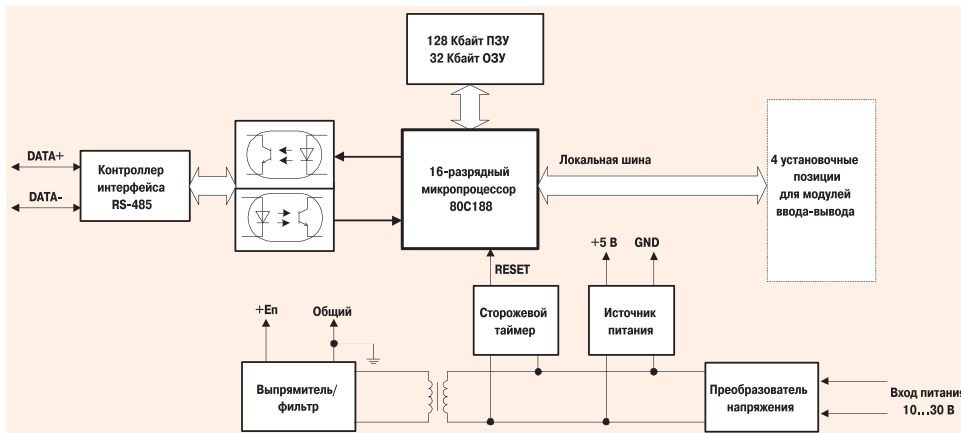 128 Кбайт ПЗУ
32 Кбайт ОЗУ
DATA+
DATA-
Контроллер
интерфейса
RS-485
16-разрядный
микропроцессор
80C188
Локальная шина
4 установочные
позиции
для модулей
ввода-вывода
RESET
+5 В
GND
Сторожевой
таймер
Источник
питания
+Еп
Общий
Выпрямитель/
фильтр
Преобразователь
напряжения
Вход питания
10...30 В